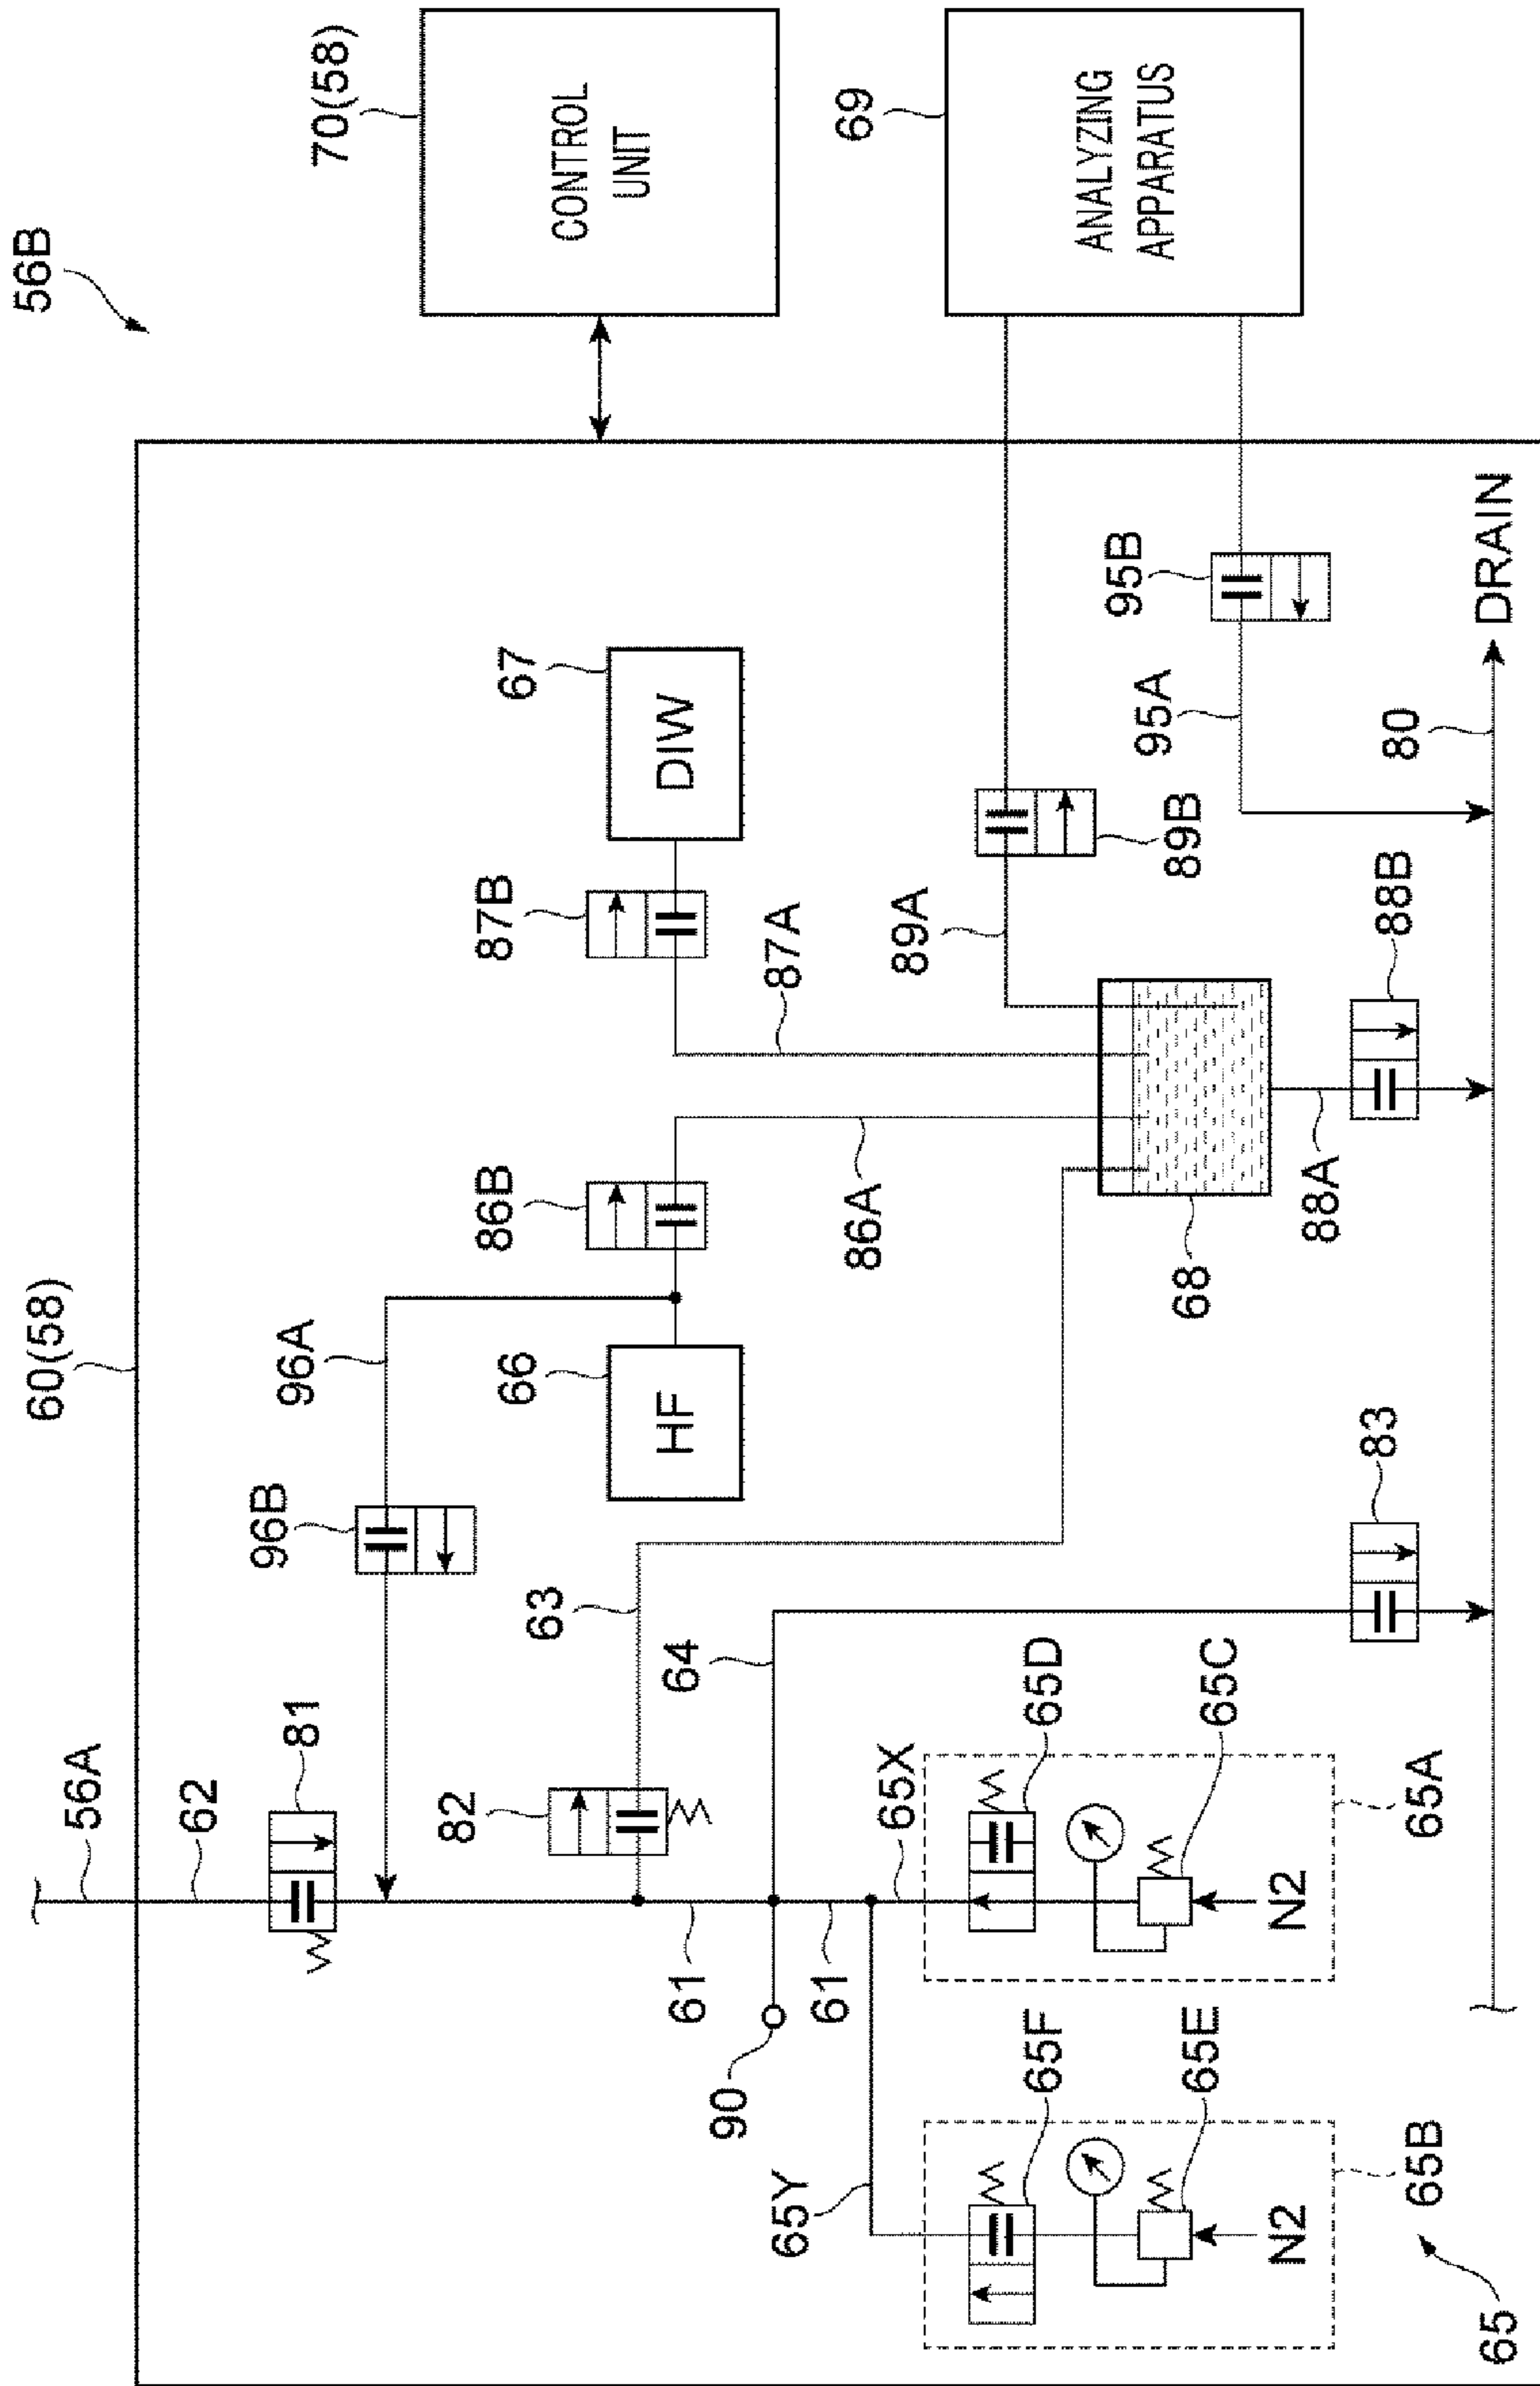 56B
60(58)
70(58)
CONTROL
UNIT
69
ANALYZING
APPARATUS
56A
62
81
96B
96A
66
HF
86B
67
DIW
87B
82
63
64
86A
87A
89A
89B
95B
95A
61
61
90
65X
65Y
65D
65C
65A
N2
65F
65E
65B
N2
65
68
88A
88B
83
80
DRAIN